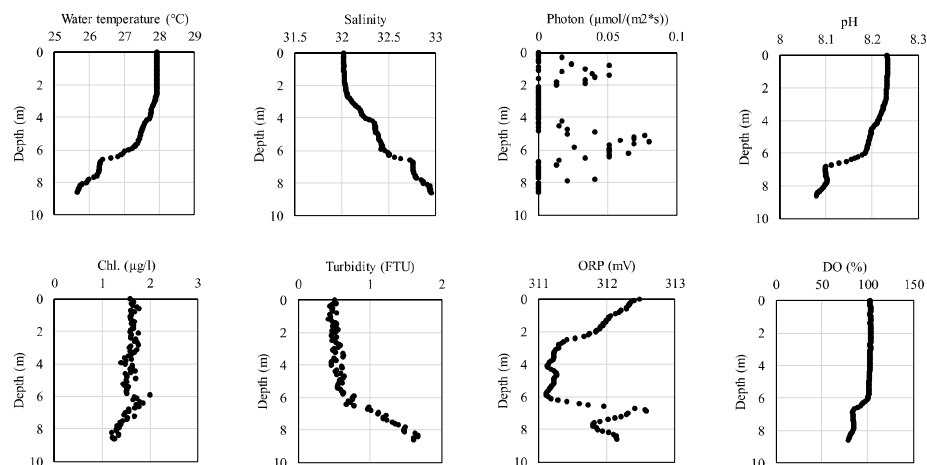 Water temperature (℃)
25 26 27 28 29
0
2
4
6
8
10
Depth (m)
Salinity
31.5 32 32.5 33
0
2
4
6
8
10
Depth (m)
Photon (μmol/(m2*s))
0 0.05 0.1
0
2
4
6
8
10
Depth (m)
pH
8 8.1 8.2 8.3
0
2
4
6
8
10
Depth (m)
Chl. (μg/l)
0 1 2 3
0
2
4
6
8
10
Depth (m)
Turbidity (FTU)
0 1 2
0
2
4
6
8
10
Depth (m)
ORP (mV)
311 312 313
0
2
4
6
8
10
Depth (m)
DO (%)
0 50 100 150
0
2
4
6
8
10
Depth (m)